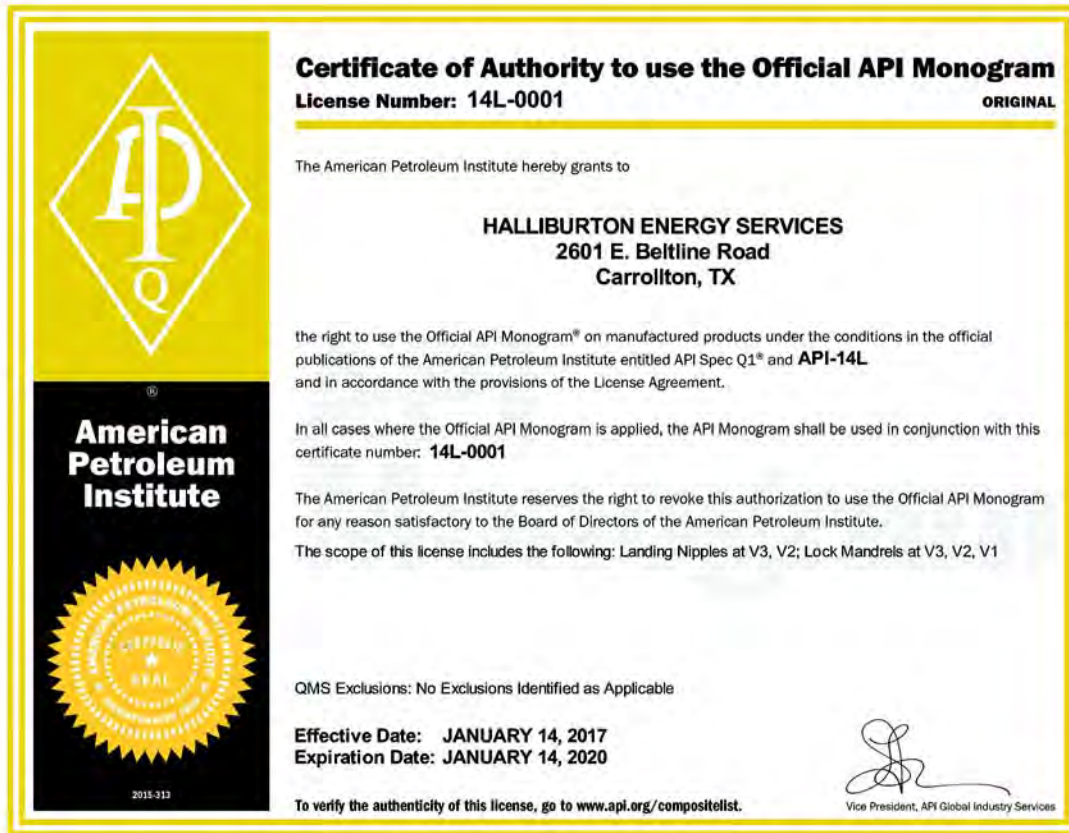 Certificate of Authority to use the Official API Monogram
License Number: 14L-0001
ORIGINAL
The American Petroleum Institute hereby grants to
HALLIBURTON ENERGY SERVICES
2601 E. Beltline Road
Carrollton, TX
the right to use the Official API Monogram® on manufactured products under the conditions in the official
publications of the American Petroleum Institute entitled API Spec Q1® and API-14L
and in accordance with the provisions of the License Agreement.
In all cases where the Official API Monogram is applied, the API Monogram shall be used in conjunction with this
certificate number: 14L-0001
The American Petroleum Institute reserves the right to revoke this authorization to use the Official API Monogram
for any reason satisfactory to the Board of Directors of the American Petroleum Institute.
The scope of this license includes the following: Landing Nipples at V3, V2; Lock Mandrels at V3, V2, V1
QMS Exclusions: No Exclusions Identified as Applicable
Effective Date: JANUARY 14, 2017
Expiration Date: JANUARY 14, 2020
To verify the authenticity of this license, go to www.api.org/compositelist.
Vice President, API Global Industry Services
API
Q
®
American
Petroleum
Institute
AMERICAN PETROLEUM INSTITUTE
CORPORATE
SEAL
2015-313